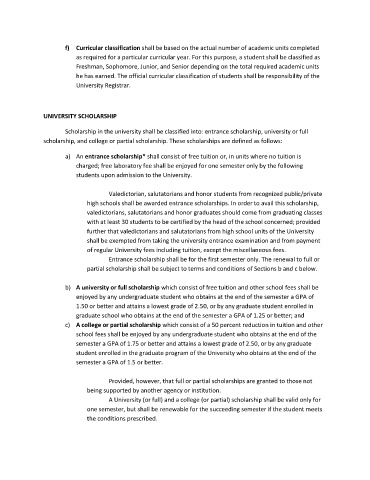 f) Curricular classification shall be based on the actual number of academic units completed
as required for a particular curricular year. For this purpose, a student shall be classified as
Freshman, Sophomore, Junior, and Senior depending on the total required academic units
he has earned. The official curricular classification of students shall be responsibility of the
University Registrar.
UNIVERSITY SCHOLARSHIP
Scholarship in the university shall be classified into: entrance scholarship, university or full
scholarship, and college or partial scholarship. These scholarships are defined as follows:
a) An entrance scholarship* shall consist of free tuition or, in units where no tuition is
charged; free laboratory fee shall be enjoyed for one semester only by the following
students upon admission to the University.
Valedictorian, salutatorians and honor students from recognized public/private
high schools shall be awarded entrance scholarships. In order to avail this scholarship,
valedictorians, salutatorians and honor graduates should come from graduating classes
with at least 30 students to be certified by the head of the school concerned; provided
further that valedictorians and salutatorians from high school units of the University
shall be exempted from taking the university entrance examination and from payment
of regular University fees including tuition, except the miscellaneous fees.
Entrance scholarship shall be for the first semester only. The renewal to full or
partial scholarship shall be subject to terms and conditions of Sections b and c below.
b) A university or full scholarship which consist of free tuition and other school fees shall be
enjoyed by any undergraduate student who obtains at the end of the semester a GPA of
1.50 or better and attains a lowest grade of 2.50, or by any graduate student enrolled in
graduate school who obtains at the end of the semester a GPA of 1.25 or better; and
c) A college or partial scholarship which consist of a 50 percent reduction in tuition and other
school fees shall be enjoyed by any undergraduate student who obtains at the end of the
semester a GPA of 1.75 or better and attains a lowest grade of 2.50, or by any graduate
student enrolled in the graduate program of the University who obtains at the end of the
semester a GPA of 1.5 or better.
Provided, however, that full or partial scholarships are granted to those not
being supported by another agency or institution.
A University (or full) and a college (or partial) scholarship shall be valid only for
one semester, but shall be renewable for the succeeding semester if the student meets
the conditions prescribed.